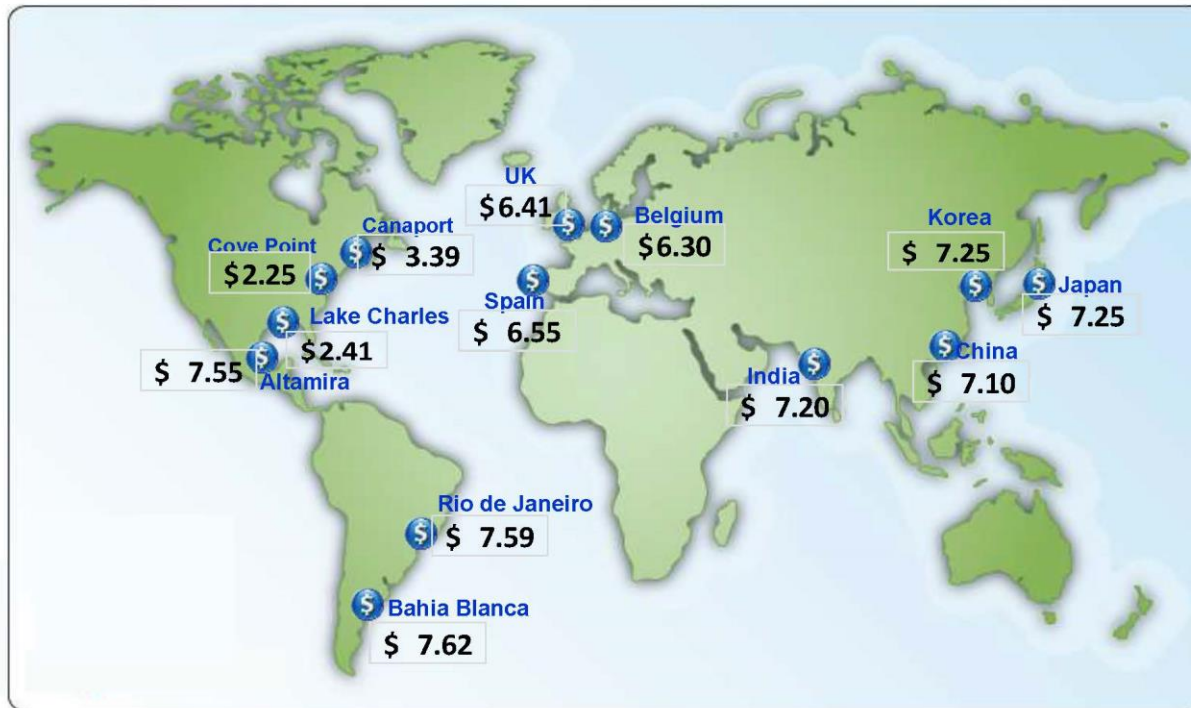 UK
$6.41
Belgium
$6.30
Korea
$ 7.25
Canaport
$ 3.39
Cove Point
$2.25
Japan
$ 7.25
Spain
$ 6.55
Lake Charles
$2.41
China
$ 7.10
$ 7.55
Altamira
India
$ 7.20
Rio de Janeiro
$ 7.59
Bahia Blanca
$ 7.62